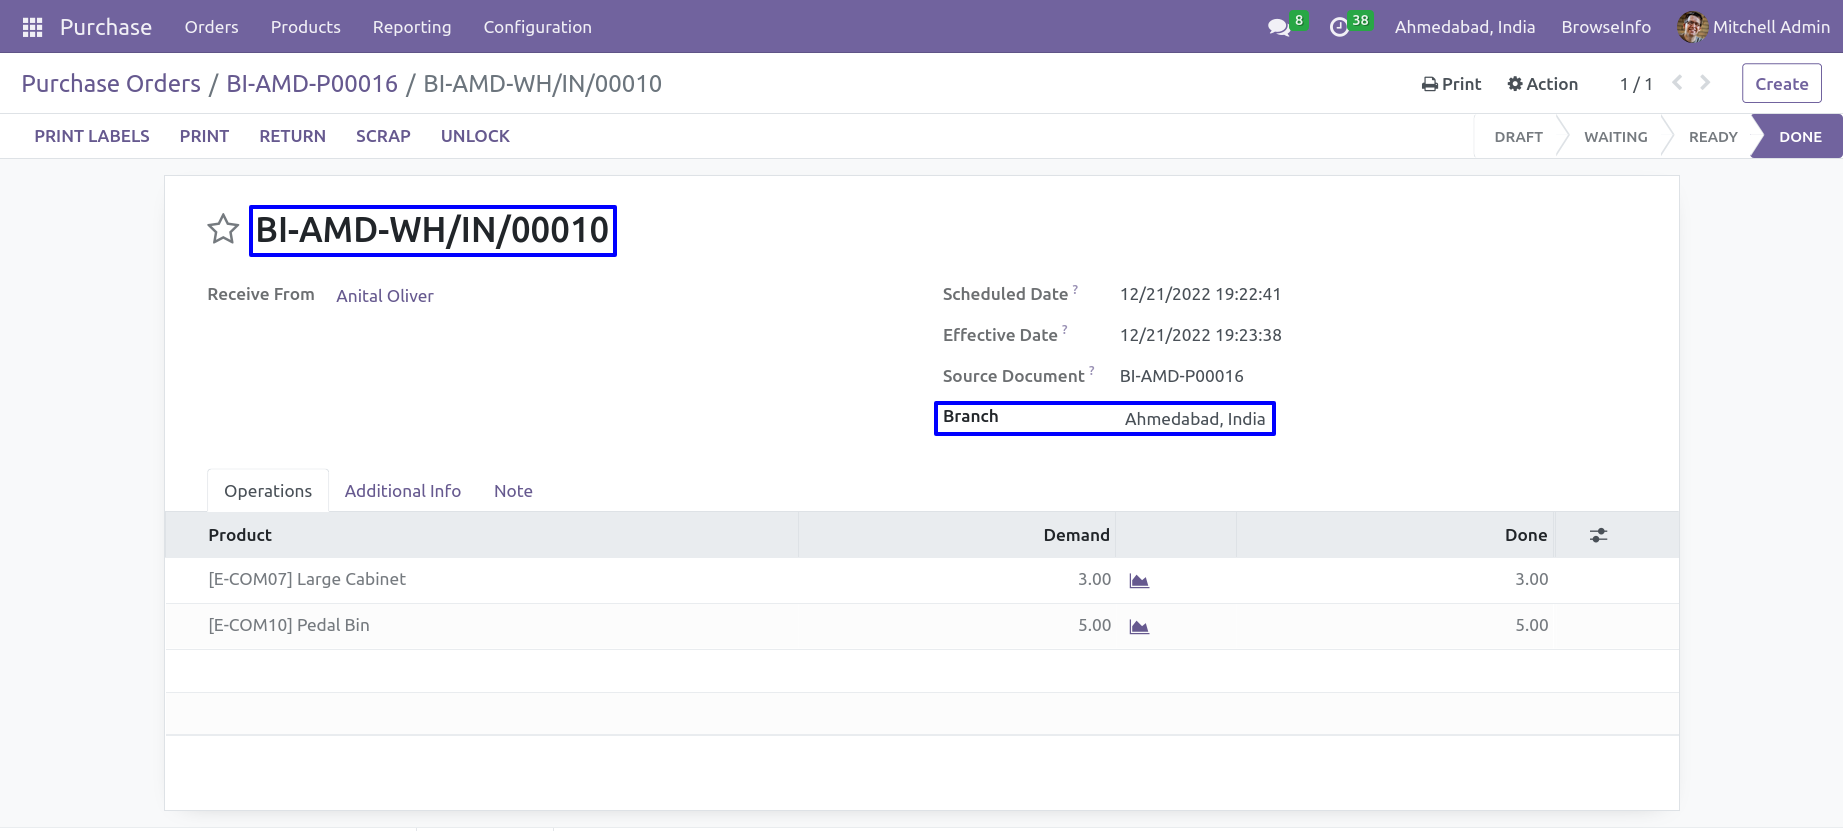 Purchase Orders Products Reporting Configuration 8 38 Ahmedabad, India BrowseInfo Mitchell Admin
Purchase Orders / BI-AMD-P00016 / BI-AMD-WH/IN/00010 Print Action 1 / 1 Create
PRINT LABELS PRINT RETURN SCRAP UNLOCK DRAFT WAITING READY DONE
BI-AMD-WH/IN/00010
Receive From Anital Oliver
Scheduled Date ? 12/21/2022 19:22:41
Effective Date ? 12/21/2022 19:23:38
Source Document ? BI-AMD-P00016
Branch Ahmedabad, India
Operations Additional Info Note
Product Demand Done
[E-COM07] Large Cabinet 3.00 3.00
[E-COM10] Pedal Bin 5.00 5.00